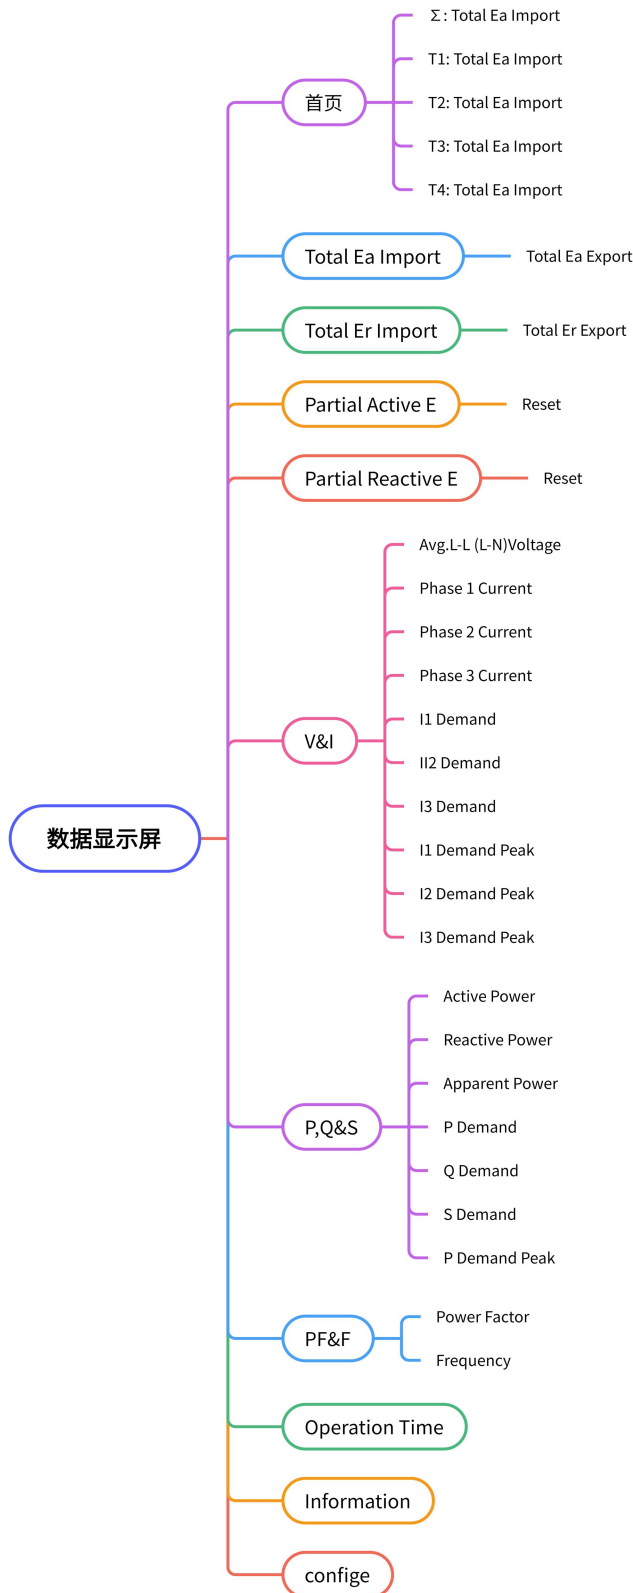 数据显示屏
首页
Σ: Total Ea Import
T1: Total Ea Import
T2: Total Ea Import
T3: Total Ea Import
T4: Total Ea Import
Total Ea Import
Total Ea Export
Total Er Import
Total Er Export
Partial Active E
Reset
Partial Reactive E
Reset
V&I
Avg.L-L (L-N)Voltage
Phase 1 Current
Phase 2 Current
Phase 3 Current
I1 Demand
II2 Demand
I3 Demand
I1 Demand Peak
I2 Demand Peak
I3 Demand Peak
P,Q&S
Active Power
Reactive Power
Apparent Power
P Demand
Q Demand
S Demand
P Demand Peak
PF&F
Power Factor
Frequency
Operation Time
Information
confige